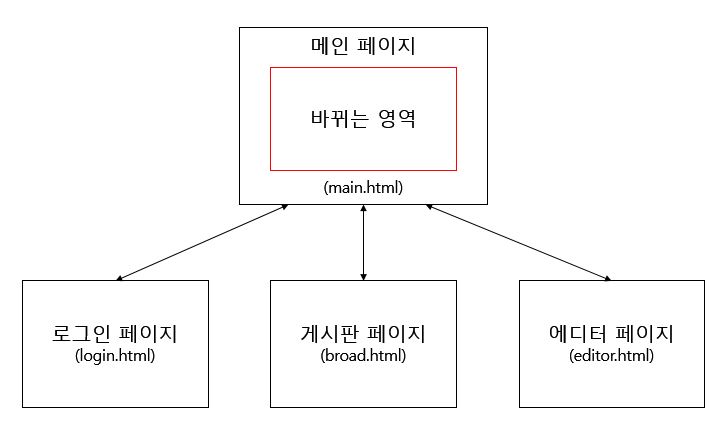 메인 페이지
바뀌는 영역
(main.html)
로그인 페이지
(login.html)
게시판 페이지
(broad.html)
에디터 페이지
(editor.html)